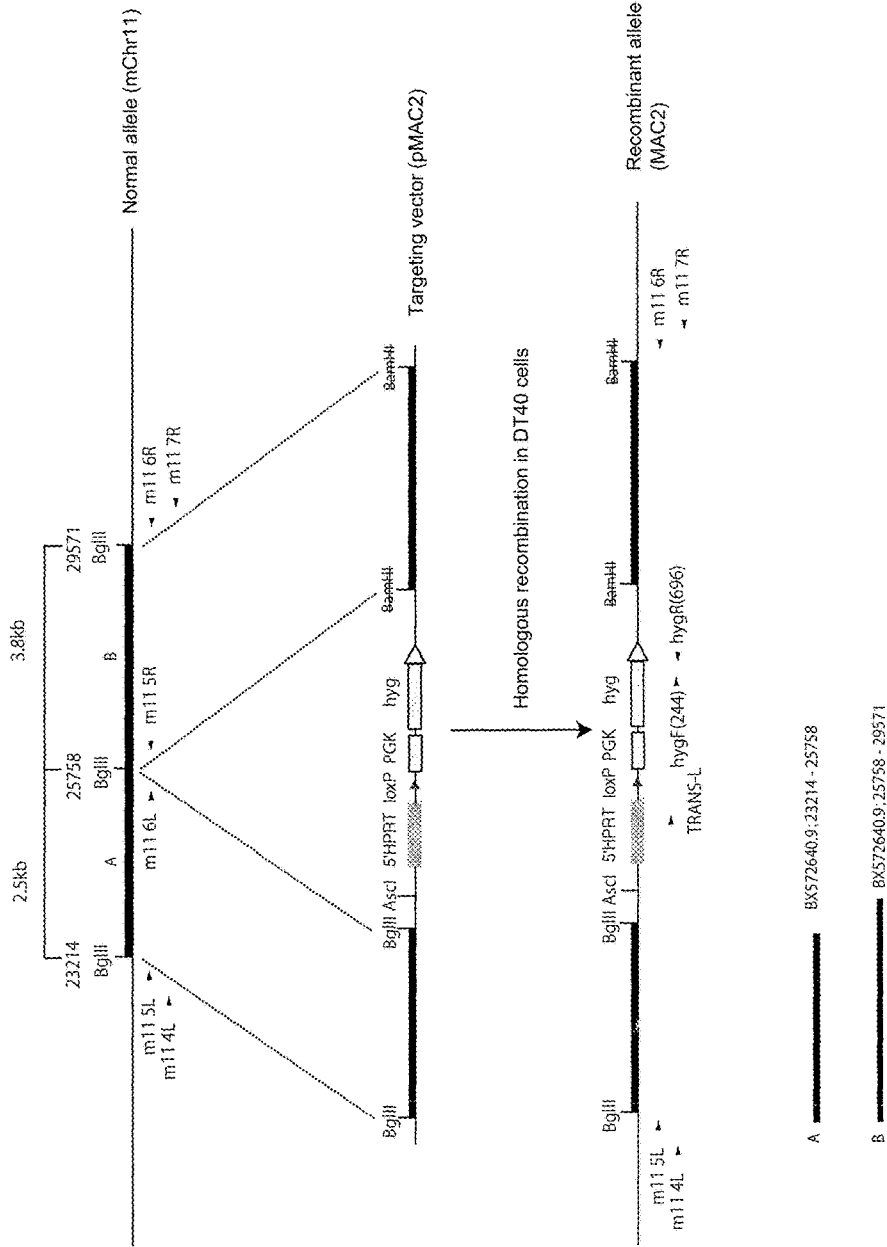 2.5kb 3.8kb
23214 25758 29571
BglII A BglII B BglII
Normal allele (mChr11)
m11 5L m11 6L m11 5R m11 6R
m11 4L m11 7R
BglII BglII AscI 5'HPRT loxP PGK hyg BamHI BamHI
Targeting vector (pMAC2)
Homologous recombination in DT40 cells
BglII BglII AscI 5'HPRT loxP PGK hyg BamHI BamHI
Recombinant allele
(MAC2)
m11 5L hygF(244) hygR(696) m11 6R
m11 4L TRANS-L m11 7R
A BX572640.9:23214 - 25758
B BX572640.9:25758 - 29571